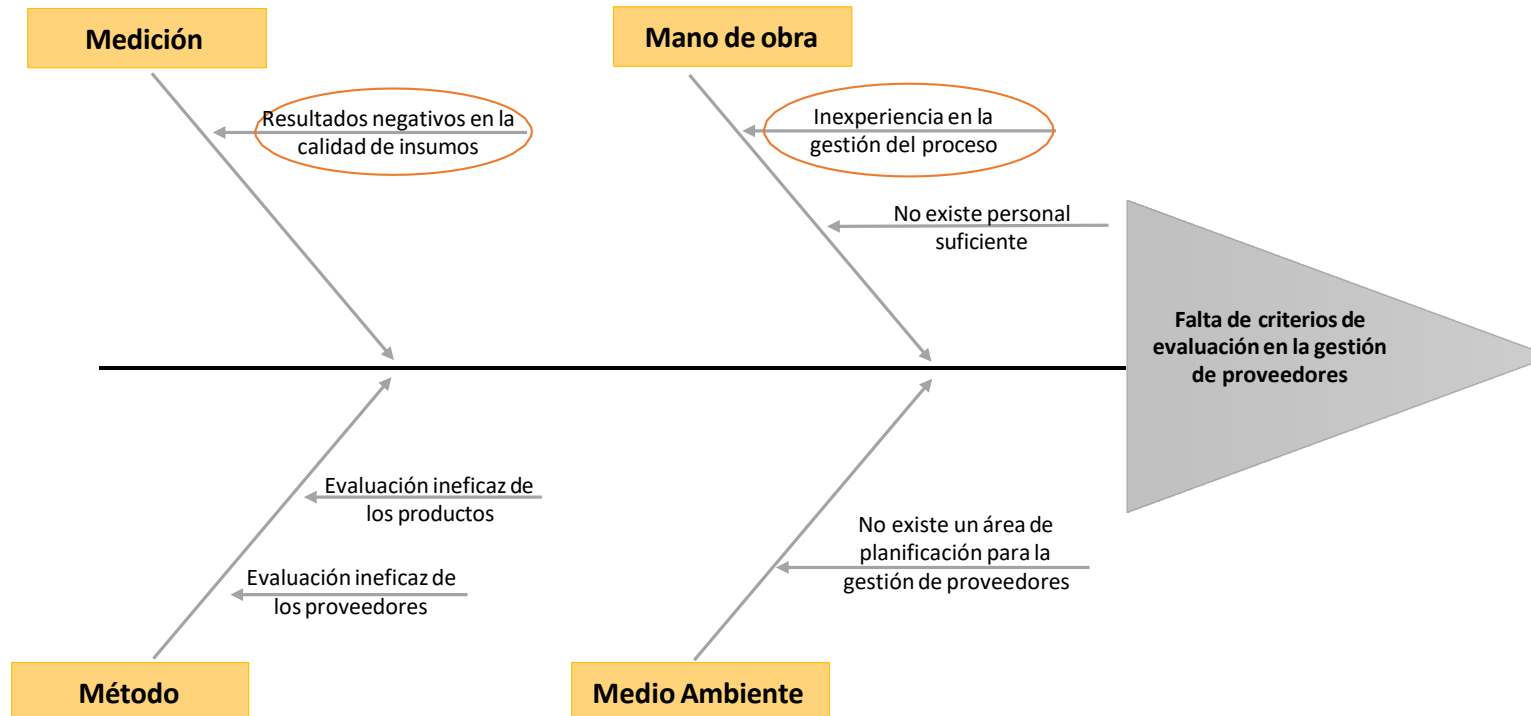 Medición
Mano de obra
Resultados negativos en la
calidad de insumos
Inexperiencia en la
gestión del proceso
No existe personal
suficiente
Falta de criterios de
evaluación en la gestión
de proveedores
Evaluación ineficaz de
los productos
Evaluación ineficaz de
los proveedores
No existe un área de
planificación para la
gestión de proveedores
Método
Medio Ambiente